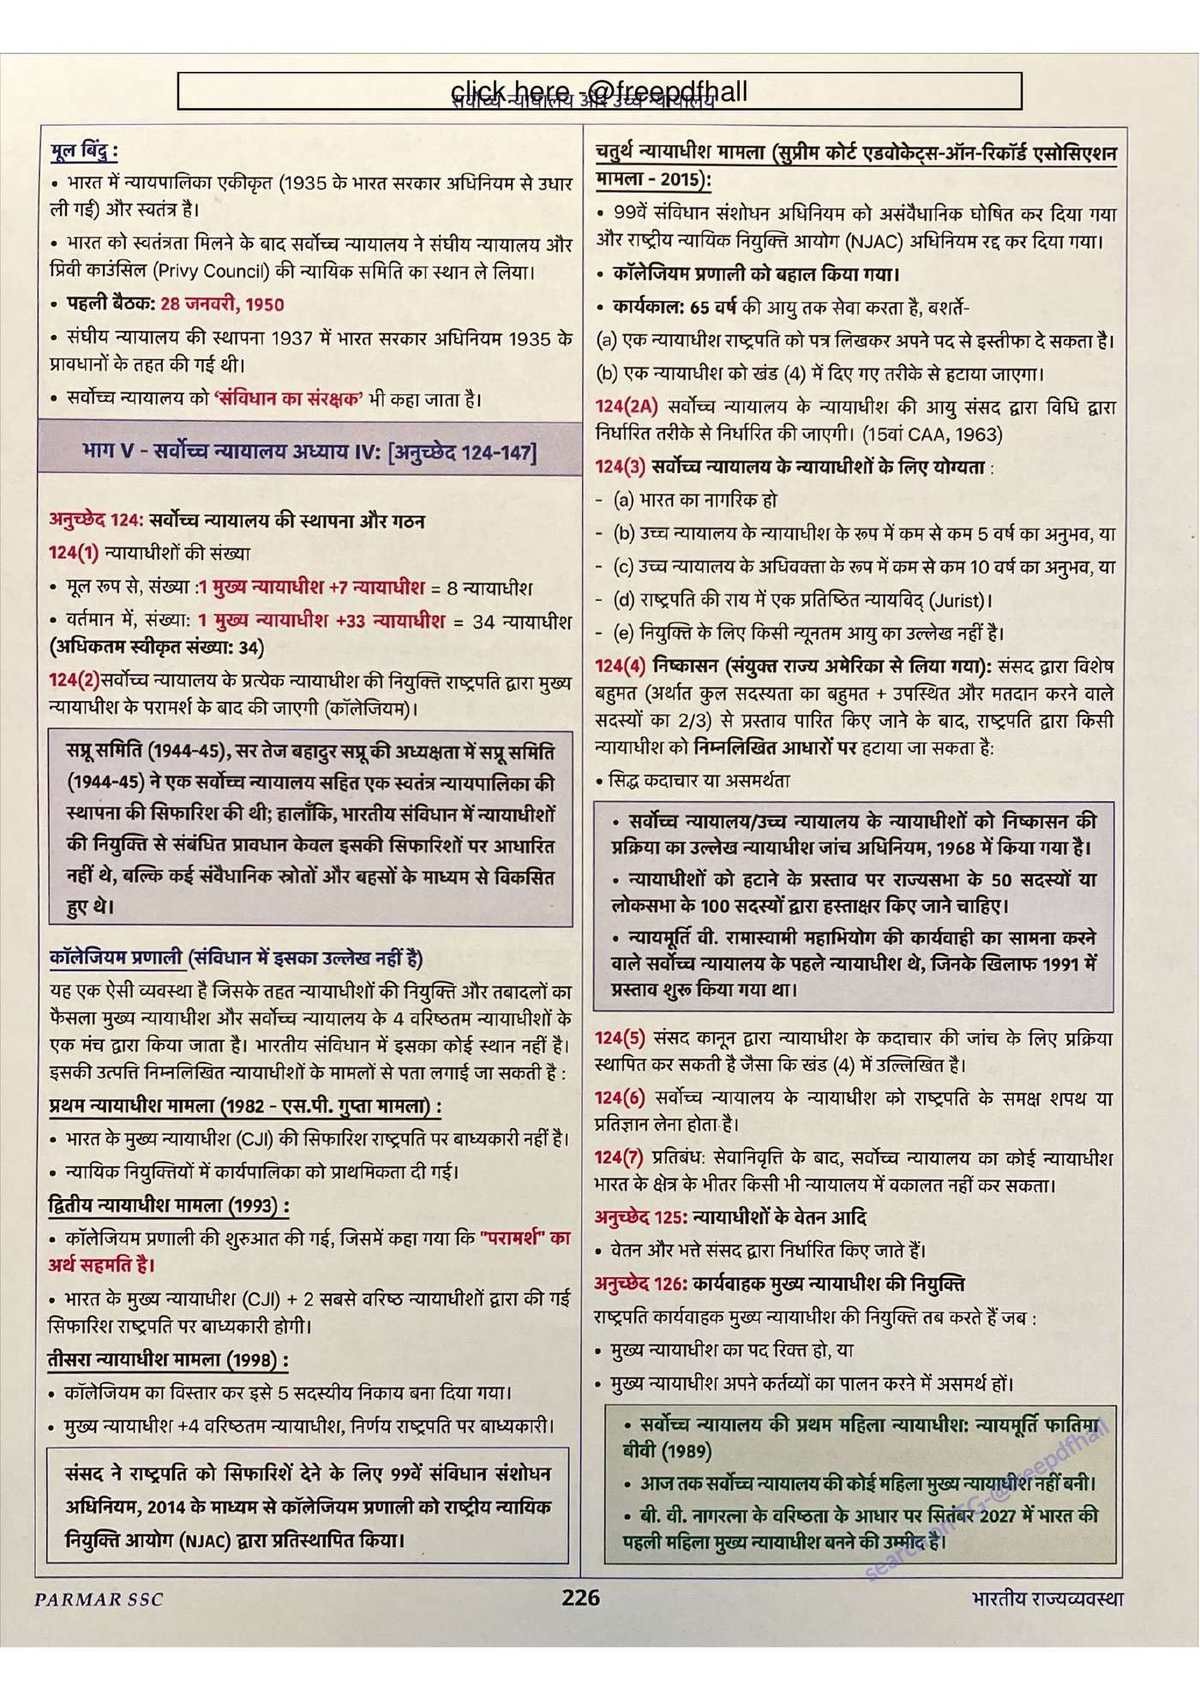 click here -@freepdfhall
सर्वोच्च न्यायालय और उच्च न्यायालय
मूल बिंदु :
• भारत में न्यायपालिका एकीकृत (1935 के भारत सरकार अधिनियम से उधार
ली गई) और स्वतंत्र है।
• भारत को स्वतंत्रता मिलने के बाद सर्वोच्च न्यायालय ने संघीय न्यायालय और
प्रिवी काउंसिल (Privy Council) की न्यायिक समिति का स्थान ले लिया।
• पहली बैठक: 28 जनवरी, 1950
• संघीय न्यायालय की स्थापना 1937 में भारत सरकार अधिनियम 1935 के
प्रावधानों के तहत की गई थी।
• सर्वोच्च न्यायालय को ‘संविधान का संरक्षक’ भी कहा जाता है।
भाग V - सर्वोच्च न्यायालय अध्याय IV: [अनुच्छेद 124-147]
अनुच्छेद 124: सर्वोच्च न्यायालय की स्थापना और गठन
124(1) न्यायाधीशों की संख्या
• मूल रूप से, संख्या :1 मुख्य न्यायाधीश +7 न्यायाधीश = 8 न्यायाधीश
• वर्तमान में, संख्या: 1 मुख्य न्यायाधीश +33 न्यायाधीश = 34 न्यायाधीश
(अधिकतम स्वीकृत संख्या: 34)
124(2)सर्वोच्च न्यायालय के प्रत्येक न्यायाधीश की नियुक्ति राष्ट्रपति द्वारा मुख्य
न्यायाधीश के परामर्श के बाद की जाएगी (कॉलेजियम)।
सप्रू समिति (1944-45), सर तेज बहादुर सप्रू की अध्यक्षता में सप्रू समिति
(1944-45) ने एक सर्वोच्च न्यायालय सहित एक स्वतंत्र न्यायपालिका की
स्थापना की सिफारिश की थी; हालाँकि, भारतीय संविधान में न्यायाधीशों
की नियुक्ति से संबंधित प्रावधान केवल इसकी सिफारिशों पर आधारित
नहीं थे, बल्कि कई संवैधानिक स्रोतों और बहसों के माध्यम से विकसित
हुए थे।
कॉलेजियम प्रणाली (संविधान में इसका उल्लेख नहीं है)
यह एक ऐसी व्यवस्था है जिसके तहत न्यायाधीशों की नियुक्ति और तबादलों का
फैसला मुख्य न्यायाधीश और सर्वोच्च न्यायालय के 4 वरिष्ठतम न्यायाधीशों के
एक मंच द्वारा किया जाता है। भारतीय संविधान में इसका कोई स्थान नहीं है।
इसकी उत्पत्ति निम्नलिखित न्यायाधीशों के मामलों से पता लगाई जा सकती है :
प्रथम न्यायाधीश मामला (1982 - एस.पी. गुप्ता मामला) :
• भारत के मुख्य न्यायाधीश (CJI) की सिफारिश राष्ट्रपति पर बाध्यकारी नहीं है।
• न्यायिक नियुक्तियों में कार्यपालिका को प्राथमिकता दी गई।
द्वितीय न्यायाधीश मामला (1993) :
• कॉलेजियम प्रणाली की शुरुआत की गई, जिसमें कहा गया कि "परामर्श" का
अर्थ सहमति है।
• भारत के मुख्य न्यायाधीश (CJI) + 2 सबसे वरिष्ठ न्यायाधीशों द्वारा की गई
सिफारिश राष्ट्रपति पर बाध्यकारी होगी।
तीसरा न्यायाधीश मामला (1998) :
• कॉलेजियम का विस्तार कर इसे 5 सदस्यीय निकाय बना दिया गया।
• मुख्य न्यायाधीश +4 वरिष्ठतम न्यायाधीश, निर्णय राष्ट्रपति पर बाध्यकारी।
संसद ने राष्ट्रपति को सिफारिशें देने के लिए 99वें संविधान संशोधन
अधिनियम, 2014 के माध्यम से कॉलेजियम प्रणाली को राष्ट्रीय न्यायिक
नियुक्ति आयोग (NJAC) द्वारा प्रतिस्थापित किया।
चतुर्थ न्यायाधीश मामला (सुप्रीम कोर्ट एडवोकेट्स-ऑन-रिकॉर्ड एसोसिएशन
मामला - 2015):
• 99वें संविधान संशोधन अधिनियम को असंवैधानिक घोषित कर दिया गया
और राष्ट्रीय न्यायिक नियुक्ति आयोग (NJAC) अधिनियम रद्द कर दिया गया।
• कॉलेजियम प्रणाली को बहाल किया गया।
• कार्यकाल: 65 वर्ष की आयु तक सेवा करता है, बशर्ते-
(a) एक न्यायाधीश राष्ट्रपति को पत्र लिखकर अपने पद से इस्तीफा दे सकता है।
(b) एक न्यायाधीश को खंड (4) में दिए गए तरीके से हटाया जाएगा।
124(2A) सर्वोच्च न्यायालय के न्यायाधीश की आयु संसद द्वारा विधि द्वारा
निर्धारित तरीके से निर्धारित की जाएगी। (15वां CAA, 1963)
124(3) सर्वोच्च न्यायालय के न्यायाधीशों के लिए योग्यता :
- (a) भारत का नागरिक हो
- (b) उच्च न्यायालय के न्यायाधीश के रूप में कम से कम 5 वर्ष का अनुभव, या
- (c) उच्च न्यायालय के अधिवक्ता के रूप में कम से कम 10 वर्ष का अनुभव, या
- (d) राष्ट्रपति की राय में एक प्रतिष्ठित न्यायविद् (Jurist)।
- (e) नियुक्ति के लिए किसी न्यूनतम आयु का उल्लेख नहीं है।
124(4) निष्कासन (संयुक्त राज्य अमेरिका से लिया गया): संसद द्वारा विशेष
बहुमत (अर्थात कुल सदस्यता का बहुमत + उपस्थित और मतदान करने वाले
सदस्यों का 2/3) से प्रस्ताव पारित किए जाने के बाद, राष्ट्रपति द्वारा किसी
न्यायाधीश को निम्नलिखित आधारों पर हटाया जा सकता है:
• सिद्ध कदाचार या असमर्थता
• सर्वोच्च न्यायालय/उच्च न्यायालय के न्यायाधीशों को निष्कासन की
प्रक्रिया का उल्लेख न्यायाधीश जांच अधिनियम, 1968 में किया गया है।
• न्यायाधीशों को हटाने के प्रस्ताव पर राज्यसभा के 50 सदस्यों या
लोकसभा के 100 सदस्यों द्वारा हस्ताक्षर किए जाने चाहिए।
• न्यायमूर्ति वी. रामास्वामी महाभियोग की कार्यवाही का सामना करने
वाले सर्वोच्च न्यायालय के पहले न्यायाधीश थे, जिनके खिलाफ 1991 में
प्रस्ताव शुरू किया गया था।
124(5) संसद कानून द्वारा न्यायाधीश के कदाचार की जांच के लिए प्रक्रिया
स्थापित कर सकती है जैसा कि खंड (4) में उल्लिखित है।
124(6) सर्वोच्च न्यायालय के न्यायाधीश को राष्ट्रपति के समक्ष शपथ या
प्रतिज्ञान लेना होता है।
124(7) प्रतिबंध: सेवानिवृत्ति के बाद, सर्वोच्च न्यायालय का कोई न्यायाधीश
भारत के क्षेत्र के भीतर किसी भी न्यायालय में वकालत नहीं कर सकता।
अनुच्छेद 125: न्यायाधीशों के वेतन आदि
• वेतन और भत्ते संसद द्वारा निर्धारित किए जाते हैं।
अनुच्छेद 126: कार्यवाहक मुख्य न्यायाधीश की नियुक्ति
राष्ट्रपति कार्यवाहक मुख्य न्यायाधीश की नियुक्ति तब करते हैं जब :
• मुख्य न्यायाधीश का पद रिक्त हो, या
• मुख्य न्यायाधीश अपने कर्तव्यों का पालन करने में असमर्थ हों।
• सर्वोच्च न्यायालय की प्रथम महिला न्यायाधीश: न्यायमूर्ति फातिमा
बीवी (1989)
• आज तक सर्वोच्च न्यायालय की कोई महिला मुख्य न्यायाधीश नहीं बनी।
• बी. वी. नागरत्ना के वरिष्ठता के आधार पर सितंबर 2027 में भारत की
पहली महिला मुख्य न्यायाधीश बनने की उम्मीद है।
search on TG-@freepdfhall
PARMAR SSC
226
भारतीय राज्यव्यवस्था